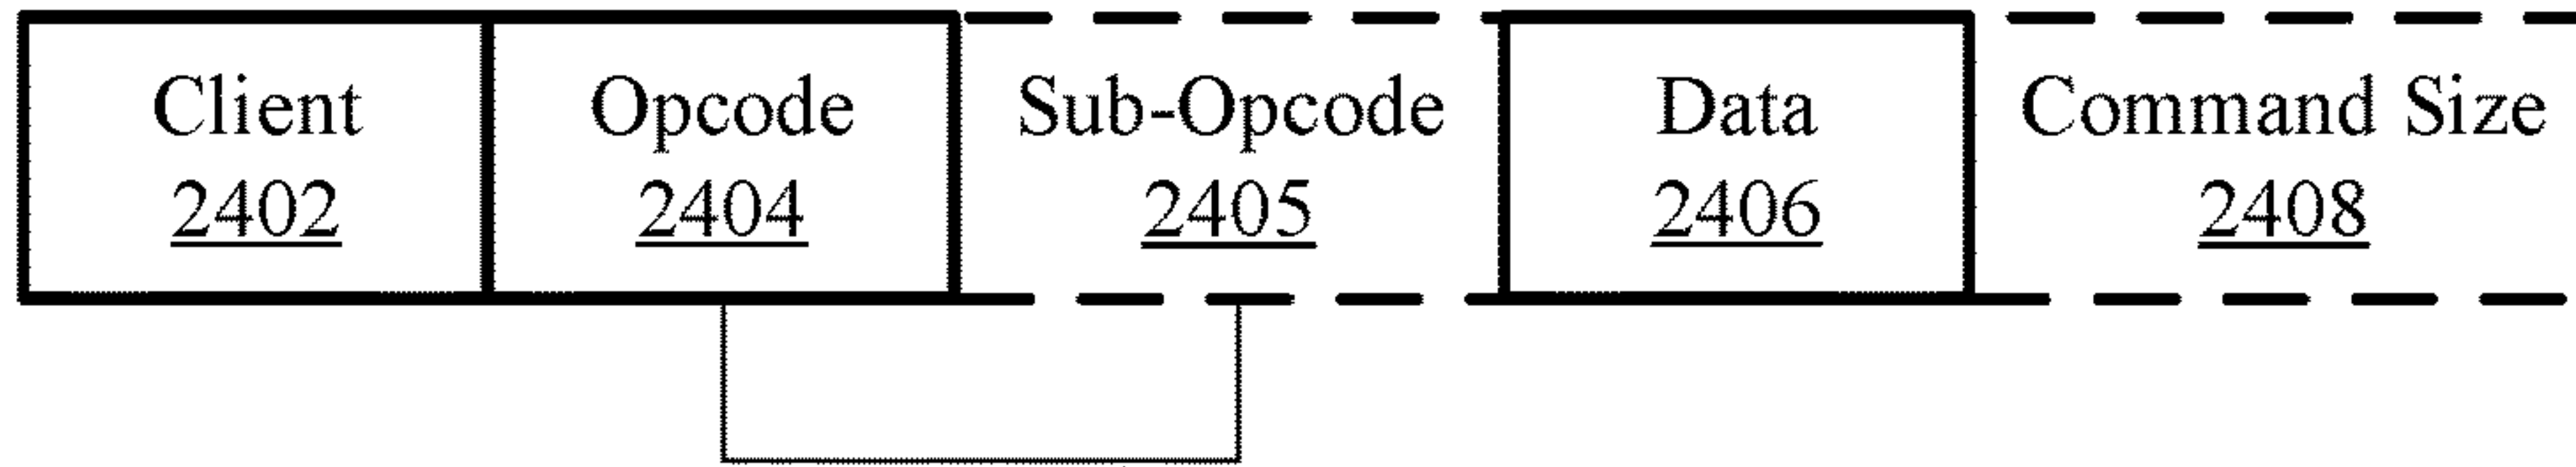 Client
2402
Opcode
2404
Sub-Opcode
2405
Data
2406
Command Size
2408